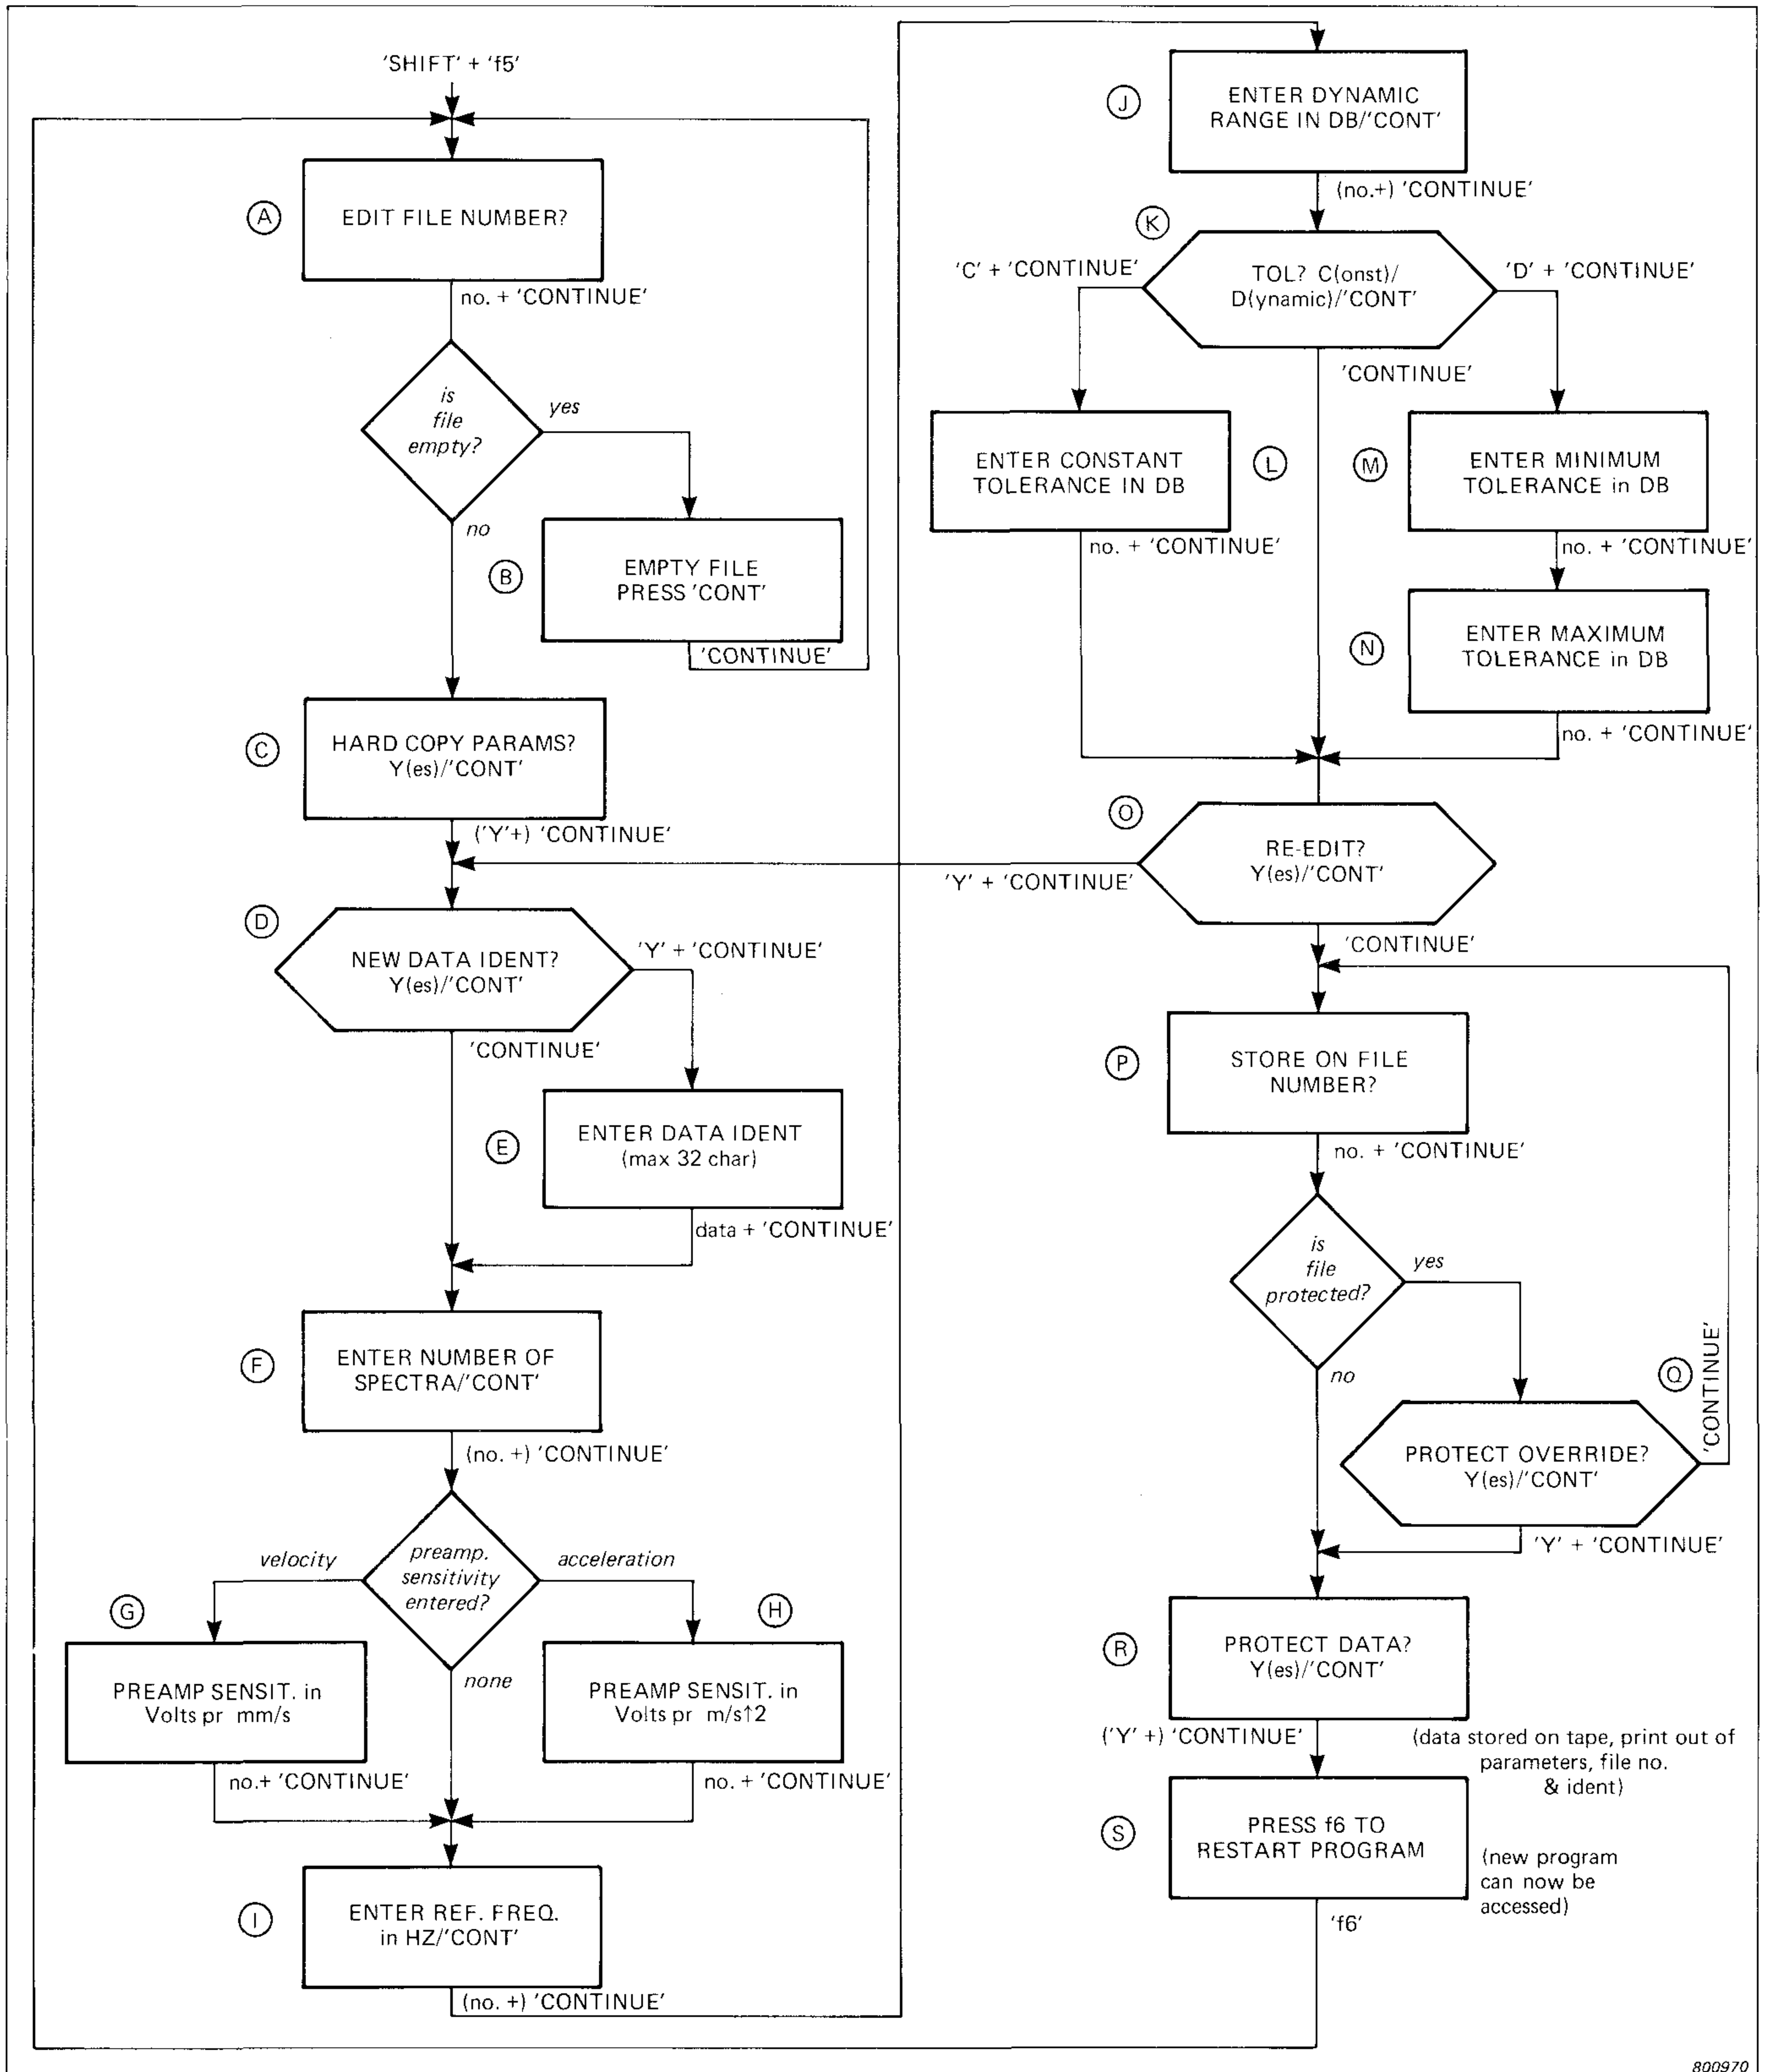 'SHIFT' + 'f5'
A
EDIT FILE NUMBER?
no. + 'CONTINUE'
is
file
empty?
yes
no
B
EMPTY FILE
PRESS 'CONT'
'CONTINUE'
C
HARD COPY PARAMS?
Y(es)/'CONT'
('Y'+) 'CONTINUE'
D
NEW DATA IDENT?
Y(es)/'CONT'
'Y' + 'CONTINUE'
'CONTINUE'
E
ENTER DATA IDENT
(max 32 char)
data + 'CONTINUE'
F
ENTER NUMBER OF
SPECTRA/'CONT'
(no. +) 'CONTINUE'
preamp.
sensitivity
entered?
velocity
acceleration
none
G
PREAMP SENSIT. in
Volts pr mm/s
no.+ 'CONTINUE'
H
PREAMP SENSIT. in
Volts pr m/s↑2
no. + 'CONTINUE'
I
ENTER REF. FREQ.
in HZ/'CONT'
(no. +) 'CONTINUE'
J
ENTER DYNAMIC
RANGE IN DB/'CONT'
(no.+) 'CONTINUE'
K
TOL? C(onst)/
D(ynamic)/'CONT'
'C' + 'CONTINUE'
'D' + 'CONTINUE'
'CONTINUE'
ENTER CONSTANT
TOLERANCE IN DB
L
no. + 'CONTINUE'
M
ENTER MINIMUM
TOLERANCE in DB
no. + 'CONTINUE'
N
ENTER MAXIMUM
TOLERANCE in DB
no. + 'CONTINUE'
O
RE-EDIT?
Y(es)/'CONT'
'Y' + 'CONTINUE'
'CONTINUE'
P
STORE ON FILE
NUMBER?
no. + 'CONTINUE'
is
file
protected?
yes
no
Q
PROTECT OVERRIDE?
Y(es)/'CONT'
'CONTINUE'
'Y' + 'CONTINUE'
R
PROTECT DATA?
Y(es)/'CONT'
('Y' +) 'CONTINUE'
(data stored on tape, print out of
parameters, file no.
& ident)
S
PRESS f6 TO
RESTART PROGRAM
(new program
can now be
accessed)
'f6'
800970